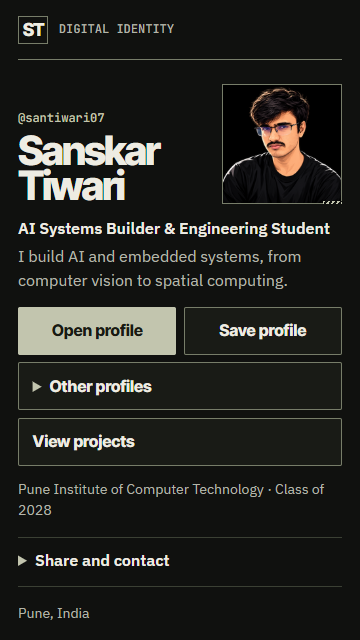 ST DIGITAL IDENTITY
@santiwari07
Sanskar
Tiwari
AI Systems Builder & Engineering Student
I build AI and embedded systems, from
computer vision to spatial computing.
Open profile
Save profile
Other profiles
View projects
Pune Institute of Computer Technology · Class of
2028
Share and contact
Pune, India